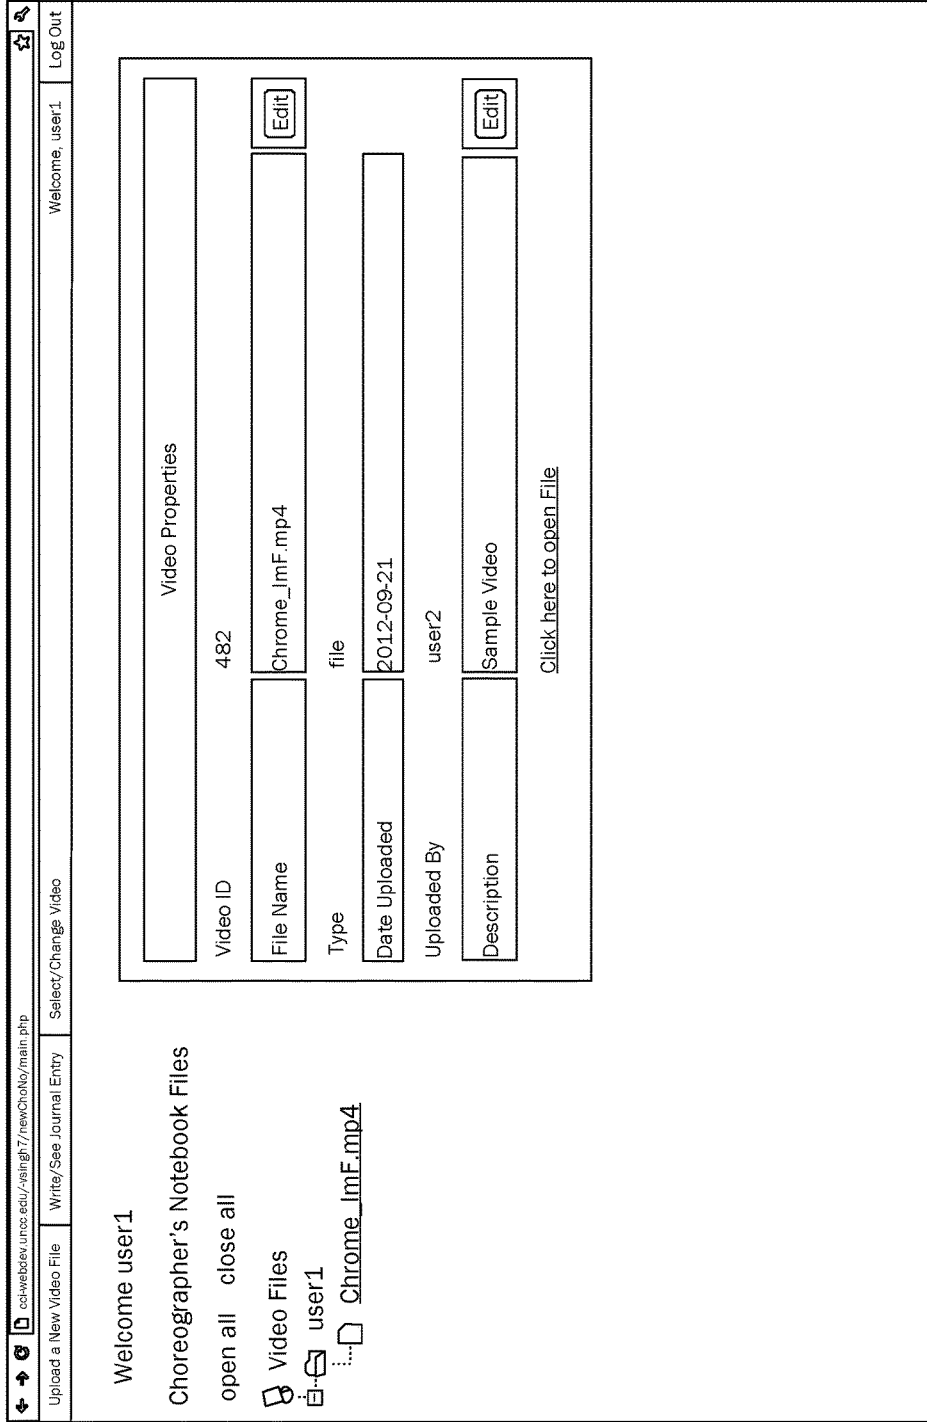 cci-webdev.uncc.edu/-vsingh7/newChoNo/main.php
Upload a New Video File Write/See Journal Entry Select/Change Video Welcome, user1 Log Out
Welcome user1
Choreographer's Notebook Files
open all close all
Video Files
user1
Chrome_ImF.mp4
Video Properties
Video ID 482
File Name Chrome_ImF.mp4 Edit
Type file
Date Uploaded 2012-09-21
Uploaded By user2
Description Sample Video Edit
Click here to open File